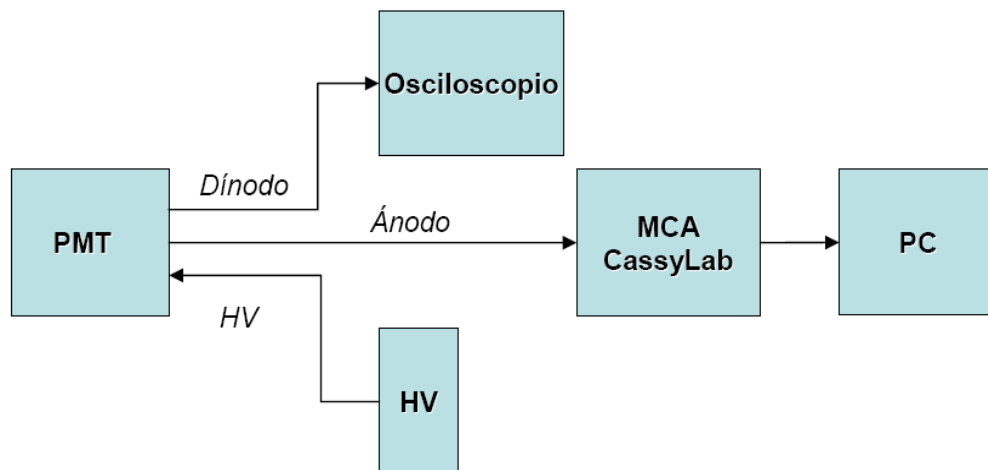 Osciloscopio
Dínodo
PMT
Ánodo
MCA
CassyLab
PC
HV
HV